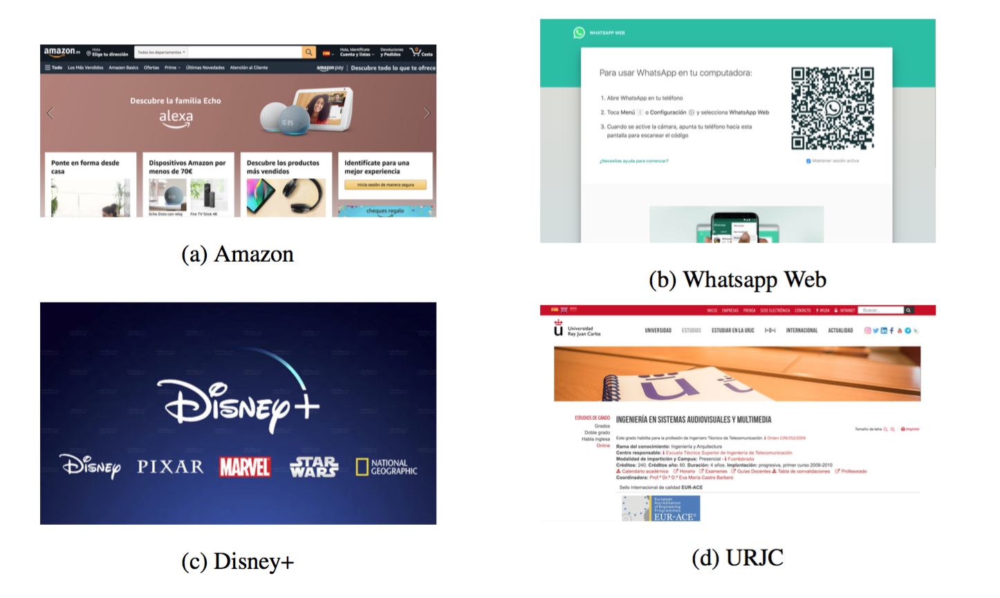 amazon.es
Hola
Elige tu dirección
Todos los departamentos
Hola, Identifícate
Cuenta y listas
Devoluciones
y Pedidos
0
Cesta
Todo Los Más Vendidos Amazon Basics Ofertas Prime Últimas Novedades Atención al Cliente
amazon pay | Descubre todo lo que te ofrece
Descubre la familia Echo
alexa
Ponte en forma desde
casa
Dispositivos Amazon por
menos de 70€
Echo Dot con reloj Fire TV Stick 4K
Descubre los productos
más vendidos
Identifícate para una
mejor experiencia
Inicia sesión de manera segura
cheques regalo
(a) Amazon
WHATSAPP WEB
Para usar WhatsApp en tu computadora:
1. Abre WhatsApp en tu teléfono
2. Toca Menú o Configuración y selecciona WhatsApp Web
3. Cuando se active la cámara, apunta tu teléfono hacia esta
pantalla para escanear el código
¿Necesitas ayuda para comenzar?
Mantener sesión activa
WhatsApp
(b) Whatsapp Web
Disney+
Disney PIXAR MARVEL STAR
WARS
NATIONAL
GEOGRAPHIC
(c) Disney+
INICIO EMPRESAS PRENSA SEDE ELECTRÓNICA CONTACTO ? AYUDA INTRANET Buscar...
Universidad
Rey Juan Carlos
UNIVERSIDAD ESTUDIOS ESTUDIAR EN LA URJC I+D+i INTERNACIONAL ACTUALIDAD
ESTUDIOS DE GRADO
Grados
Doble grado
Habla inglesa
Online
INGENIERÍA EN SISTEMAS AUDIOVISUALES Y MULTIMEDIA
Tamaño de letra Imprimir
Este grado habilita para la profesión de Ingeniero Técnico de Telecomunicación. Orden CIN/352/2009
Rama del conocimiento: Ingeniería y Arquitectura
Centro responsable: Escuela Técnica Superior de Ingeniería de Telecomunicación
Modalidad de impartición y Campus: Presencial - Fuenlabrada
Créditos: 240. Créditos año: 60. Duración: 4 años. Implantación: progresiva, primer curso 2009-2010
Calendario académico Horario Examenes Guías Docentes Tabla de convalidaciones Profesorado
Coordinadora: Prof.ª Dr.ª D.ª Eva María Castro Barbero
Sello Internacional de calidad EUR-ACE
European
Accreditation
of Engineering
Programmes
EUR-ACE®
(d) URJC